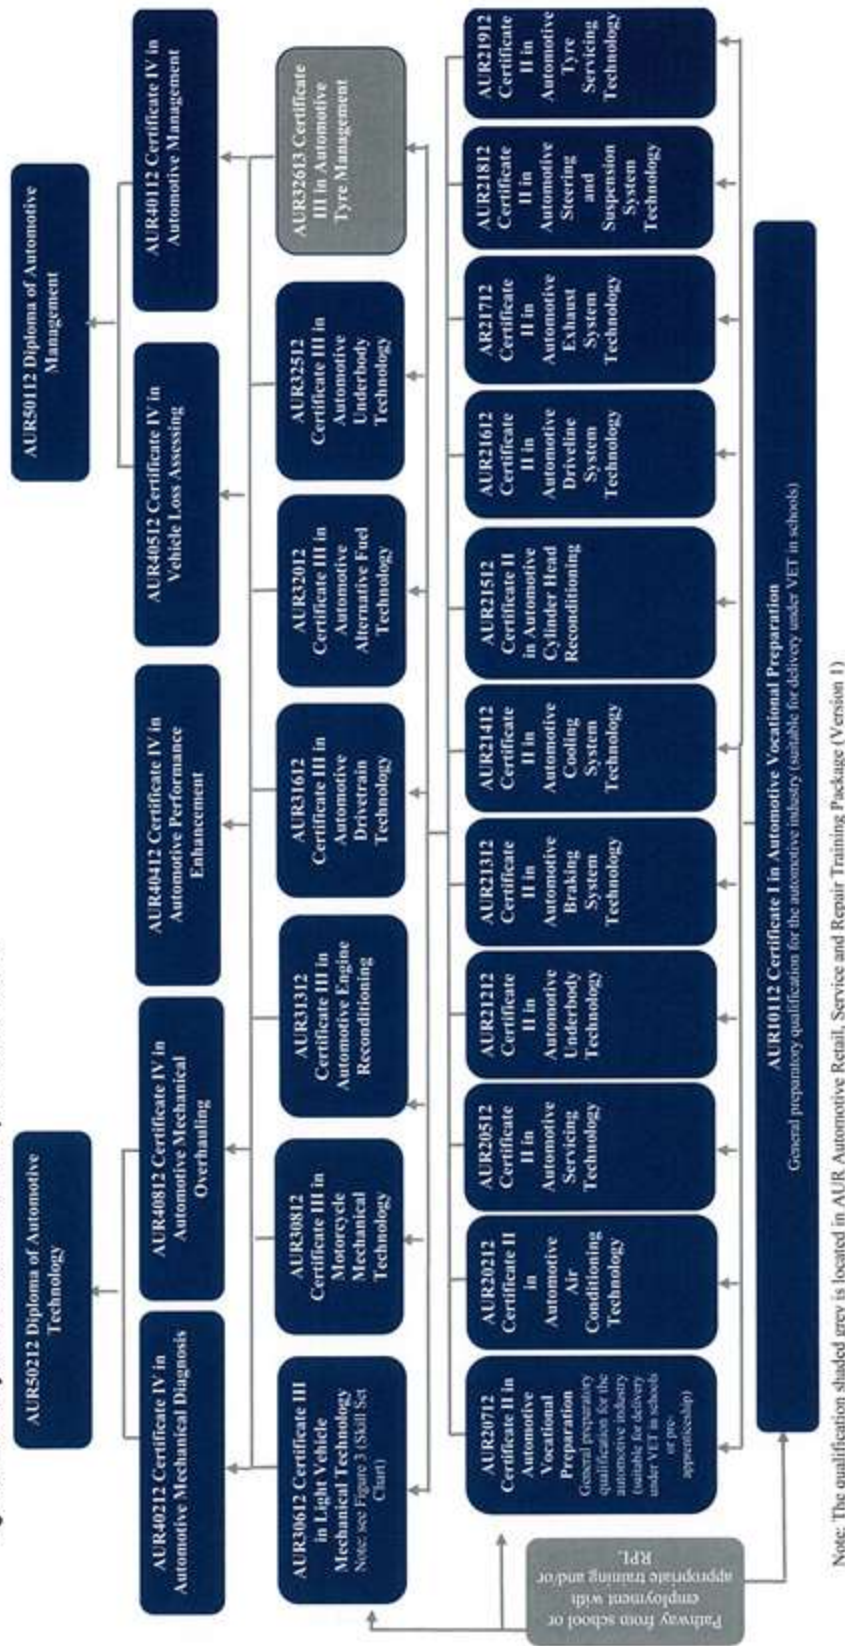 AUR50212 Diploma of Automotive
Technology
AUR50112 Diploma of Automotive
Management
AUR40212 Certificate IV in
Automotive Mechanical Diagnosis
AUR40812 Certificate IV in
Automotive Mechanical
Overhauling
AUR40412 Certificate IV in
Automotive Performance
Enhancement
AUR40512 Certificate IV in
Vehicle Loss Assessing
AUR40112 Certificate IV in
Automotive Management
AUR30612 Certificate III
in Light Vehicle
Mechanical Technology
Note: see Figure 3 (Skill Set
Chart)
AUR30812
Certificate III in
Motorcycle
Mechanical
Technology
AUR31312
Certificate III in
Automotive Engine
Reconditioning
AUR31612
Certificate III in
Automotive
Drivetrain
Technology
AUR32012
Certificate III in
Automotive
Alternative Fuel
Technology
AUR32512
Certificate III in
Automotive
Underbody
Technology
AUR32613 Certificate
III in Automotive
Tyre Management
Pathway from school or
employment with
appropriate training and/or
RPL
AUR20712
Certificate II in
Automotive
Vocational
Preparation
General preparatory
qualification for the
automotive industry
(suitable for delivery
under VET in schools
or pre-
apprenticeship)
AUR20212
Certificate II
in
Automotive
Air
Conditioning
Technology
AUR20512
Certificate
II in
Automotive
Servicing
Technology
AUR21212
Certificate
II in
Automotive
Underbody
Technology
AUR21312
Certificate
II in
Automotive
Braking
System
Technology
AUR21412
Certificate
II in
Automotive
Cooling
System
Technology
AUR21512
Certificate II
in Automotive
Cylinder Head
Reconditioning
AUR21612
Certificate
II in
Automotive
Driveline
System
Technology
AR21712
Certificate
II in
Automotive
Exhaust
System
Technology
AUR21812
Certificate
II in
Automotive
Steering
and
Suspension
System
Technology
AUR21912
Certificate
II in
Automotive
Tyre
Servicing
Technology
AUR10112 Certificate I in Automotive Vocational Preparation
General preparatory qualification for the automotive industry (suitable for delivery under VET in schools)
Note: The qualification shaded grey is located in AUR Automotive Retail, Service and Repair Training Package (Version 1)